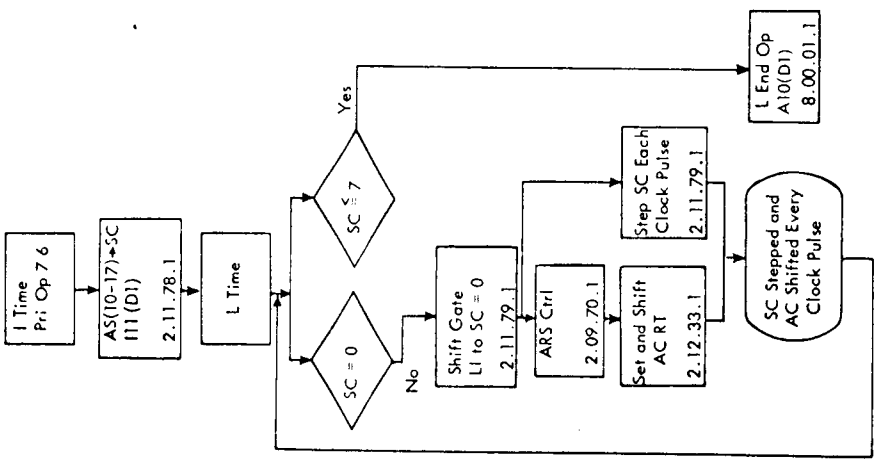 I Time
Pri Op 76
AS(10-17)→SC
I11 (D1)
2.11.78.1
L Time
SC = 0
SC ≤ 7
No
Yes
Shift Gate
L1 to SC = 0
2.11.79.1
ARS Ctrl
2.09.70.1
Set and Shift
AC RT
2.12.33.1
Step SC Each
Clock Pulse
2.11.79.1
L End Op
A10(D1)
8.00.01.1
SC Stepped and
AC Shifted Every
Clock Pulse